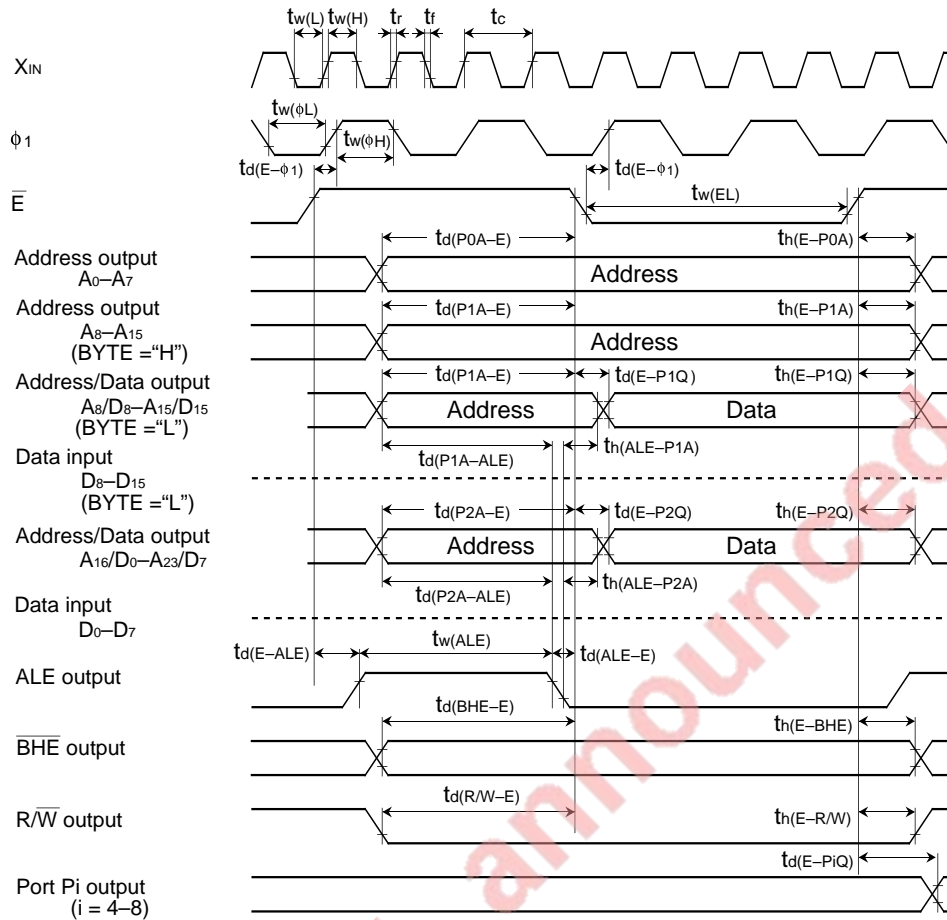 tw(L) tw(H) tr tf tc
XIN
tw(ϕL)
ϕ1
tw(ϕH)
td(E–ϕ1) td(E–ϕ1)
E̅
tw(EL)
td(P0A–E) th(E–P0A)
Address output
A0–A7
Address
Address output
A8–A15
(BYTE =“H”)
td(P1A–E) th(E–P1A)
Address
Address/Data output
A8/D8–A15/D15
(BYTE =“L”)
td(P1A–E) td(E–P1Q) th(E–P1Q)
Address Data
td(P1A–ALE) th(ALE–P1A)
Data input
D8–D15
(BYTE =“L”)
td(P2A–E) td(E–P2Q) th(E–P2Q)
Address/Data output
A16/D0–A23/D7
Address Data
td(P2A–ALE) th(ALE–P2A)
Data input
D0–D7
td(E–ALE) tw(ALE) td(ALE–E)
ALE output
td(BHE–E) th(E–BHE)
B̅H̅E̅ output
td(R/W–E) th(E–R/W)
R/W̅ output
td(E–PiQ)
Port Pi output
(i = 4–8)
announced